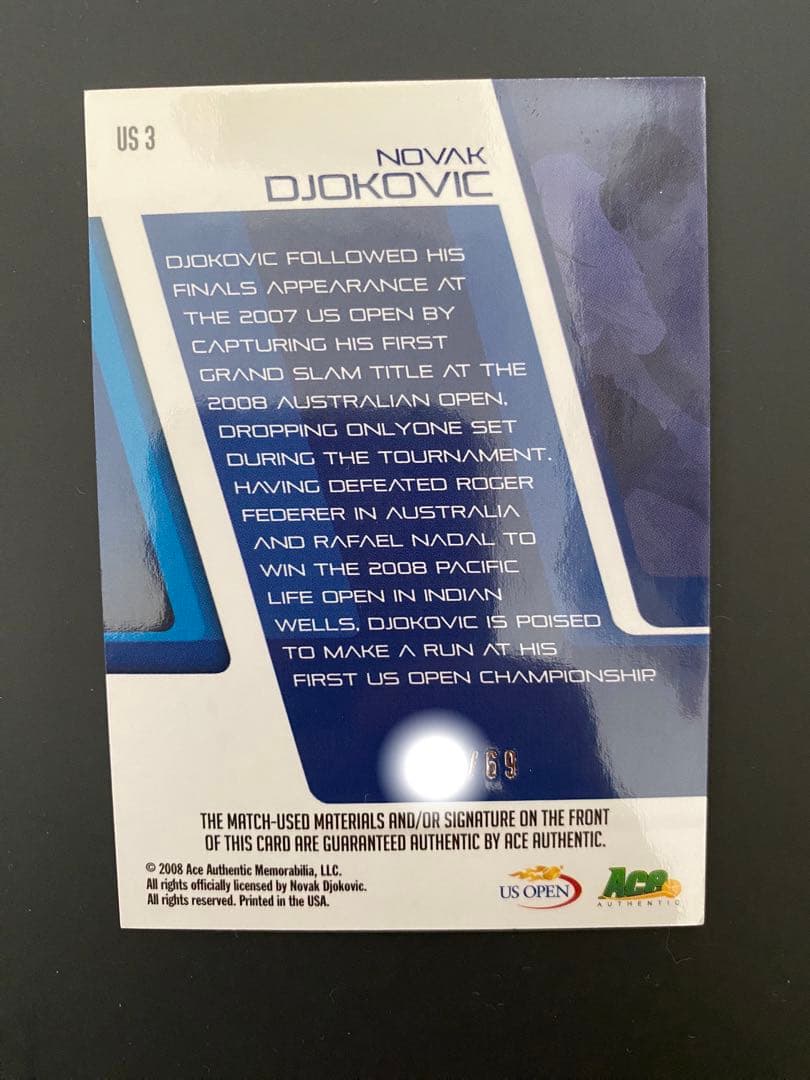 US 3
NOVAK
DJOKOVIC
DJOKOVIC FOLLOWED HIS
FINALS APPEARANCE AT
THE 2007 US OPEN BY
CAPTURING HIS FIRST
GRAND SLAM TITLE AT THE
2008 AUSTRALIAN OPEN,
DROPPING ONLYONE SET
DURING THE TOURNAMENT.
HAVING DEFEATED ROGER
FEDERER IN AUSTRALIA
AND RAFAEL NADAL TO
WIN THE 2008 PACIFIC
LIFE OPEN IN INDIAN
WELLS, DJOKOVIC IS POISED
TO MAKE A RUN AT HIS
FIRST US OPEN CHAMPIONSHIP.
/69
THE MATCH-USED MATERIALS AND/OR SIGNATURE ON THE FRONT
OF THIS CARD ARE GUARANTEED AUTHENTIC BY ACE AUTHENTIC.
© 2008 Ace Authentic Memorabilia, LLC.
All rights officially licensed by Novak Djokovic.
All rights reserved. Printed in the USA.
US OPEN
ACE
AUTHENTIC